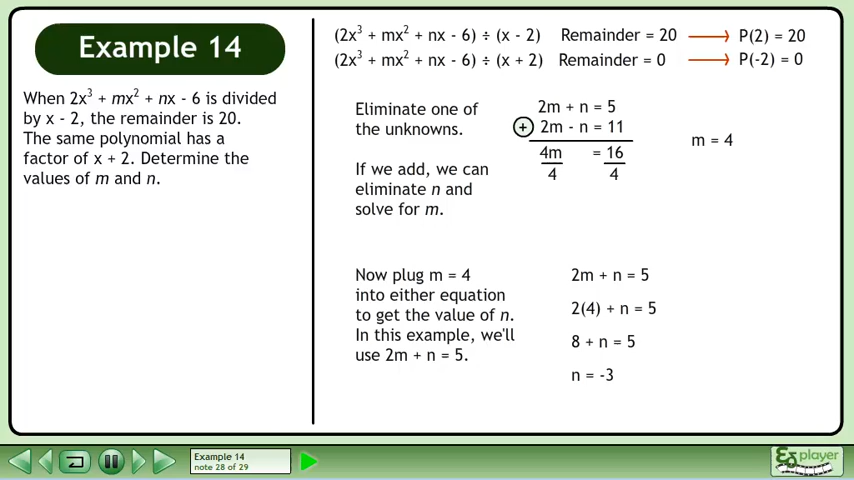 Example 14
When 2x³ + mx² + nx - 6 is divided
by x - 2, the remainder is 20.
The same polynomial has a
factor of x + 2. Determine the
values of m and n.
(2x³ + mx² + nx - 6) ÷ (x - 2) Remainder = 20 → P(2) = 20
(2x³ + mx² + nx - 6) ÷ (x + 2) Remainder = 0 → P(-2) = 0
Eliminate one of
the unknowns.
If we add, we can
eliminate n and
solve for m.
2m + n = 5
+ 2m - n = 11
4m = 16
4 4
m = 4
Now plug m = 4
into either equation
to get the value of n.
In this example, we'll
use 2m + n = 5.
2m + n = 5
2(4) + n = 5
8 + n = 5
n = -3
Example 14
note 28 of 29
player